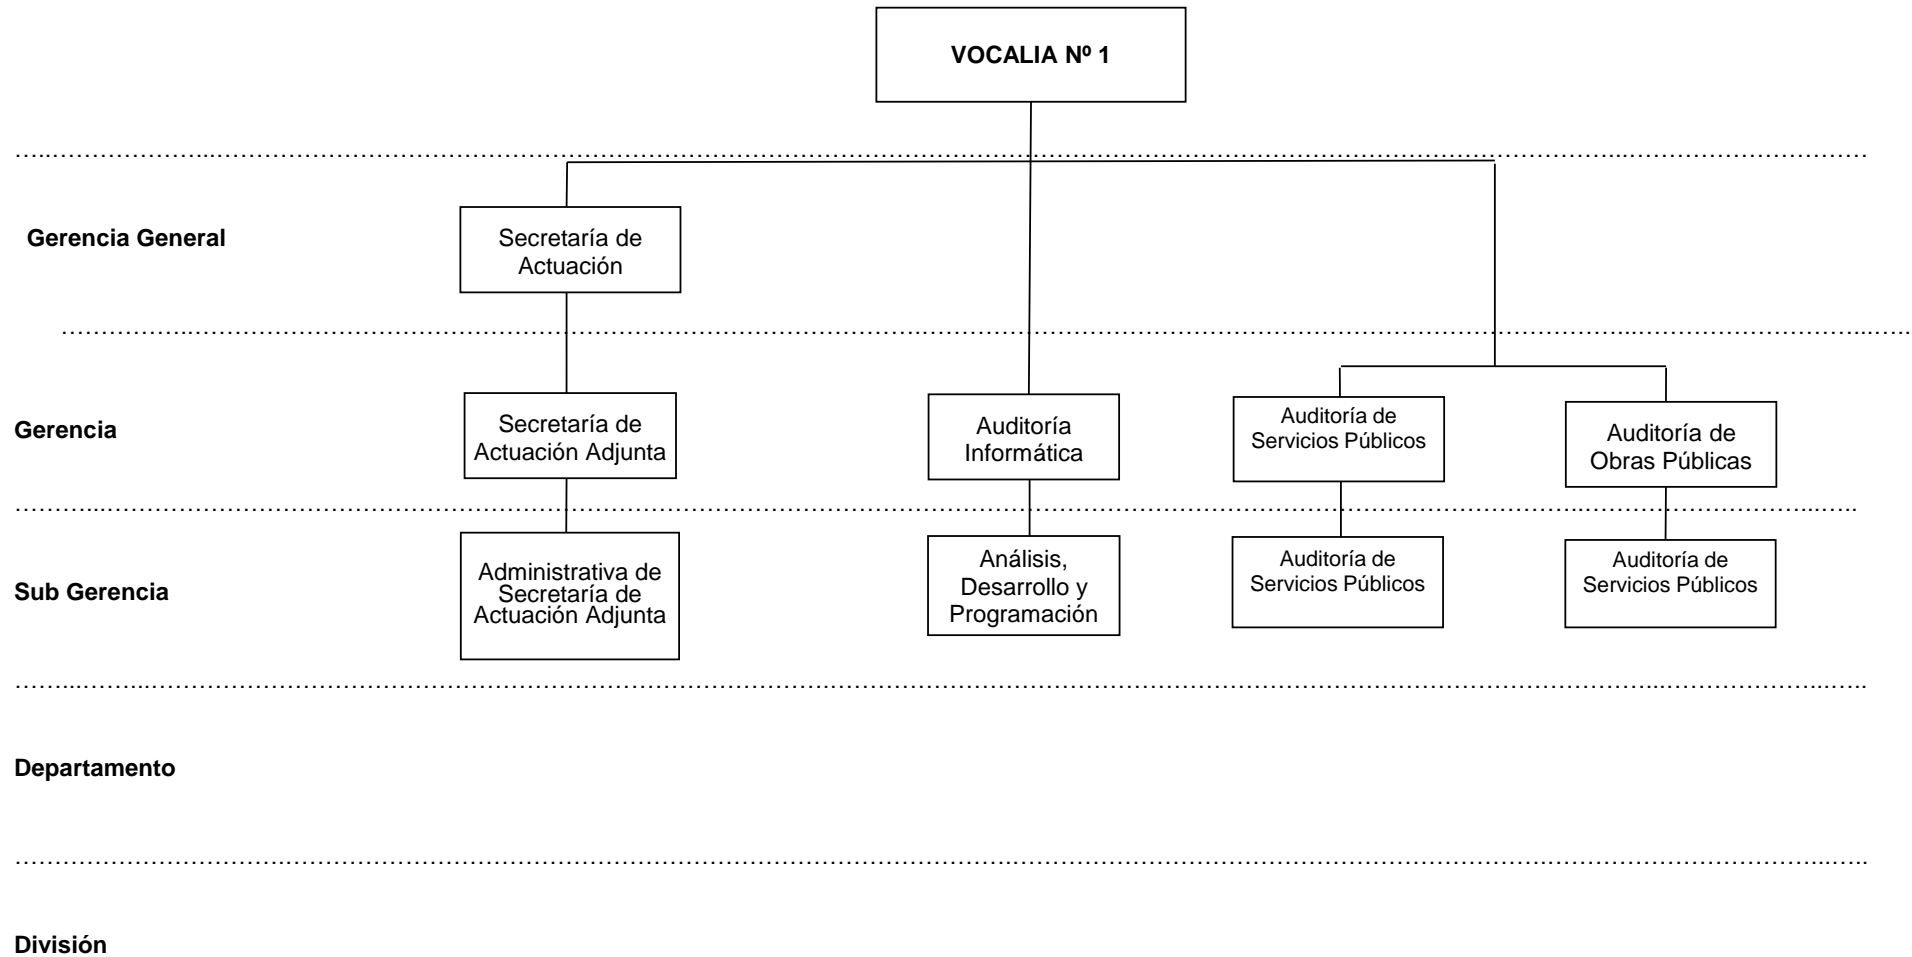 VOCALIA Nº 1
Gerencia General
Secretaría de
Actuación
Gerencia
Secretaría de
Actuación Adjunta
Auditoría
Informática
Auditoría de
Servicios Públicos
Auditoría de
Obras Públicas
Sub Gerencia
Administrativa de
Secretaría de
Actuación Adjunta
Análisis,
Desarrollo y
Programación
Auditoría de
Servicios Públicos
Auditoría de
Servicios Públicos
Departamento
División